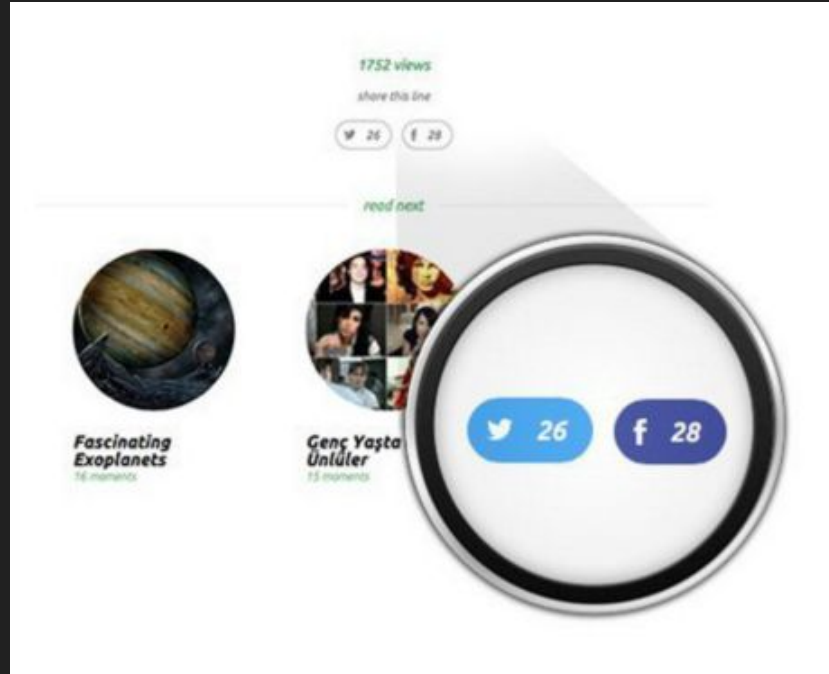 1752 views
share this line
26
28
read next
Fascinating
Exoplanets
16 moments
Genç Yaşta
Ünlüler
15 moments
26
28